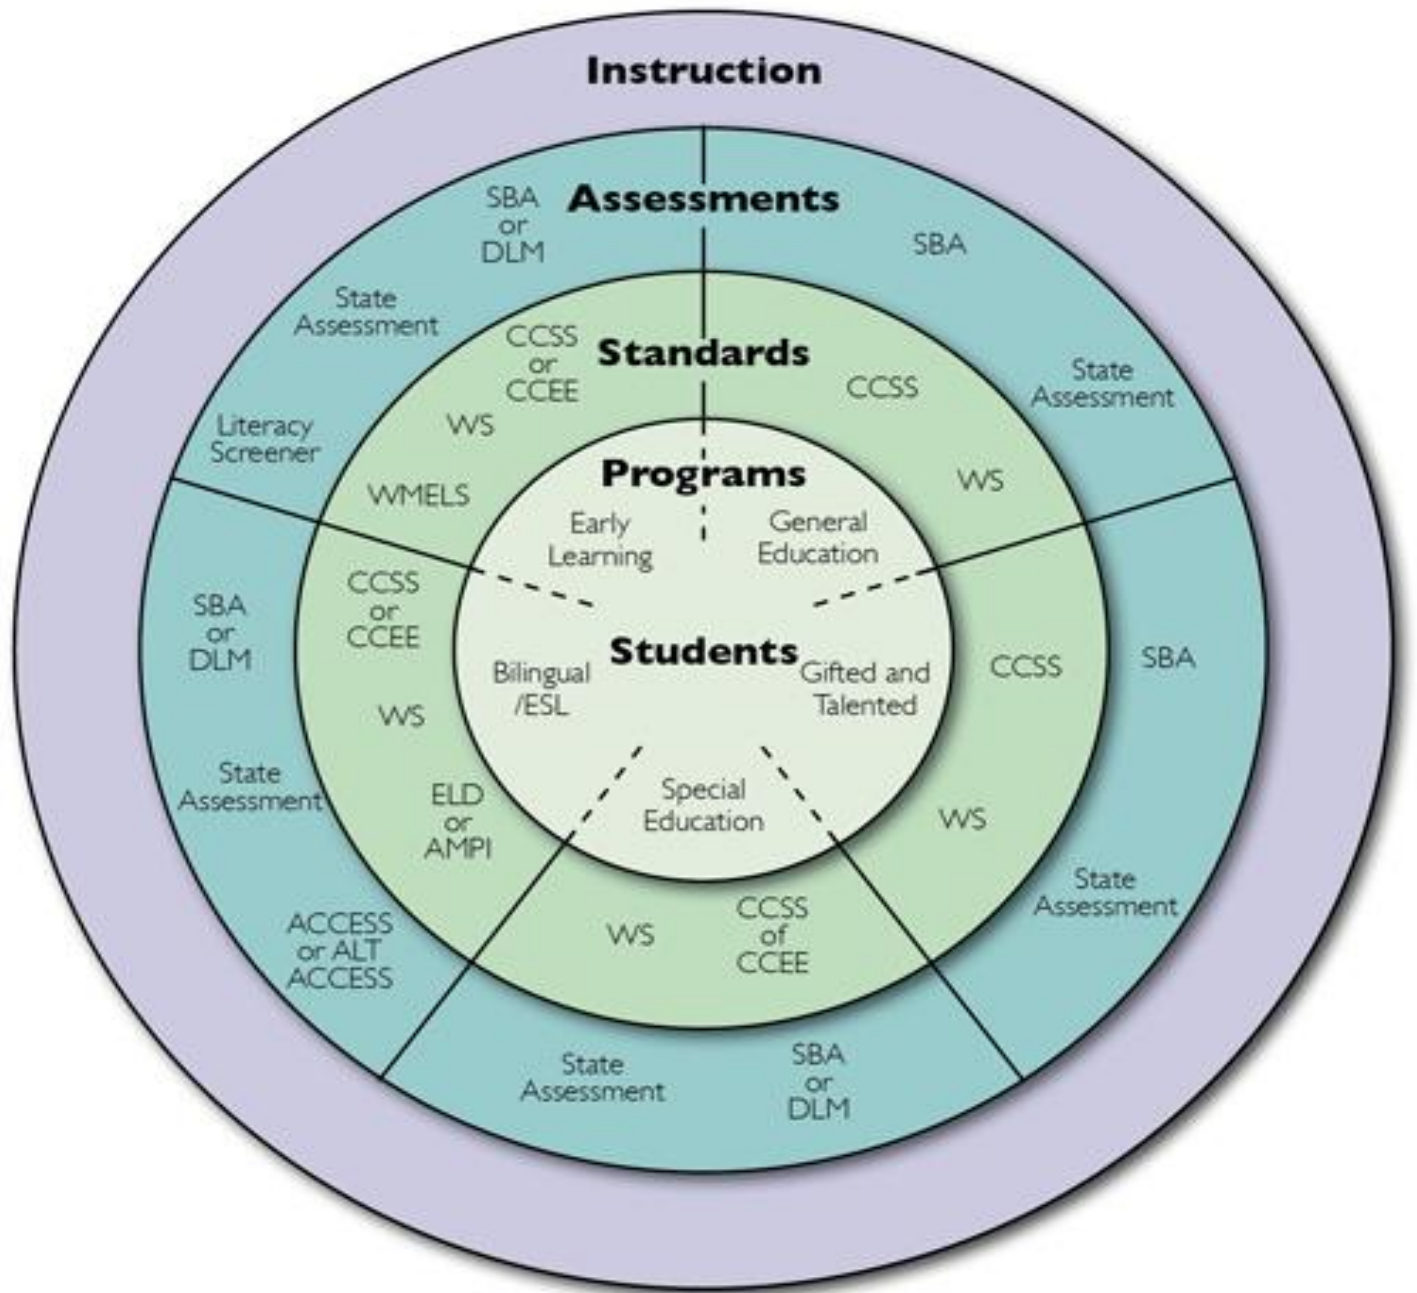 Instruction
Assessments
SBA
or
DLM
State
Assessment
Literacy
Screener
SBA
State
Assessment
Standards
CCSS
or
CCEE
WS
WMELS
CCSS
WS
Programs
Early
Learning
General
Education
Students
Bilingual
/ESL
Gifted and
Talented
Special
Education
CCSS
or
CCEE
WS
ELD
or
AMPI
SBA
or
DLM
State
Assessment
ACCESS
or ALT
ACCESS
CCSS
WS
SBA
State
Assessment
WS
CCSS
of
CCEE
State
Assessment
SBA
or
DLM